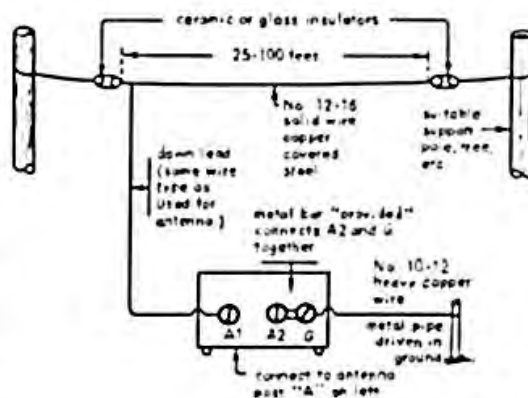 ceramic or glass insulators
25-100 feet
No. 12-16
solid wire
copper
covered
steel
suitable
support
pole, tree,
etc.
down lead
(same wire
type as
used for
antenna)
metal bar "provided"
connects A2 and G
together
No. 10-12
heavy copper
wire
A1
A2
G
metal pipe
driven in
ground
connect to antenna
post "A" on left